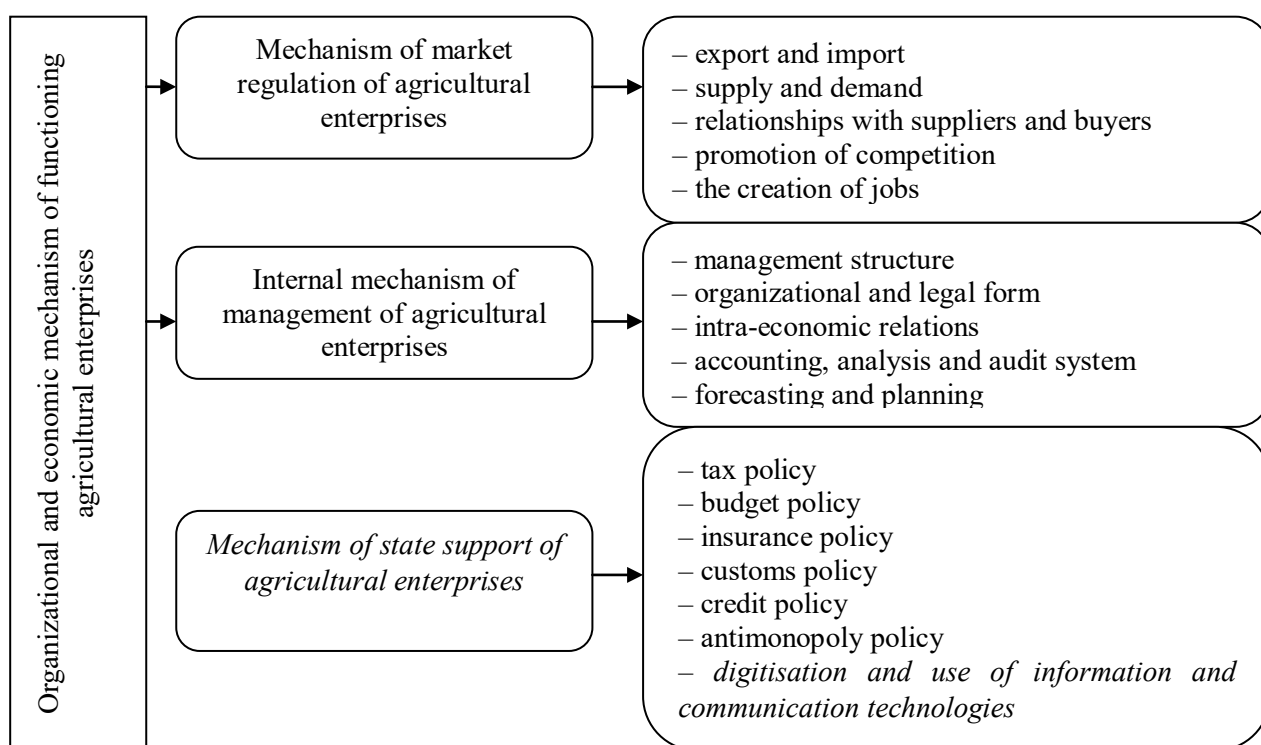 Organizational and economic mechanism of functioning
agricultural enterprises
Mechanism of market
regulation of agricultural
enterprises
– export and import
– supply and demand
– relationships with suppliers and buyers
– promotion of competition
– the creation of jobs
Internal mechanism of
management of agricultural
enterprises
– management structure
– organizational and legal form
– intra-economic relations
– accounting, analysis and audit system
– forecasting and planning
Mechanism of state support of
agricultural enterprises
– tax policy
– budget policy
– insurance policy
– customs policy
– credit policy
– antimonopoly policy
– digitisation and use of information and
communication technologies